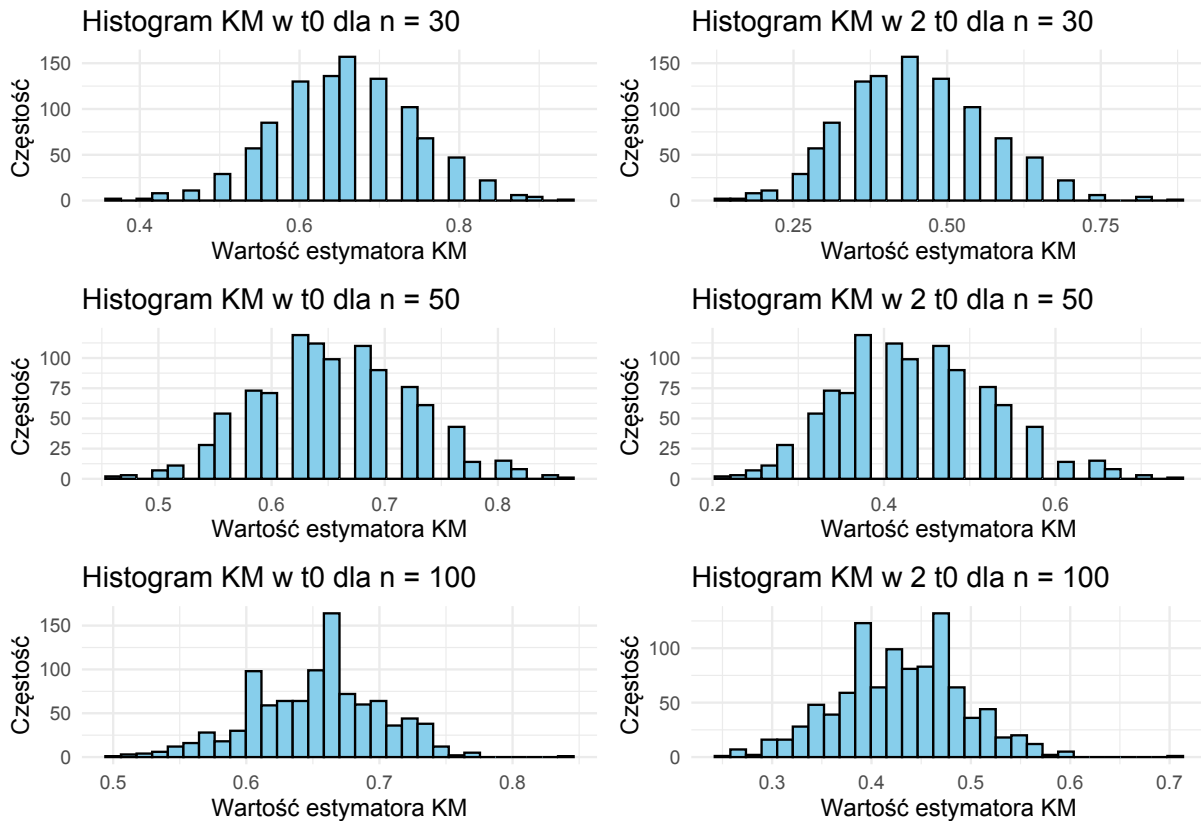 Histogram KM w t0 dla n = 30
Częstość
150
100
50
0
0.4 0.6 0.8
Wartość estymatora KM
Histogram KM w 2 t0 dla n = 30
Częstość
150
100
50
0
0.25 0.50 0.75
Wartość estymatora KM
Histogram KM w t0 dla n = 50
Częstość
100
75
50
25
0
0.5 0.6 0.7 0.8
Wartość estymatora KM
Histogram KM w 2 t0 dla n = 50
Częstość
100
75
50
25
0
0.2 0.4 0.6
Wartość estymatora KM
Histogram KM w t0 dla n = 100
Częstość
150
100
50
0
0.5 0.6 0.7 0.8
Wartość estymatora KM
Histogram KM w 2 t0 dla n = 100
Częstość
100
50
0
0.3 0.4 0.5 0.6 0.7
Wartość estymatora KM